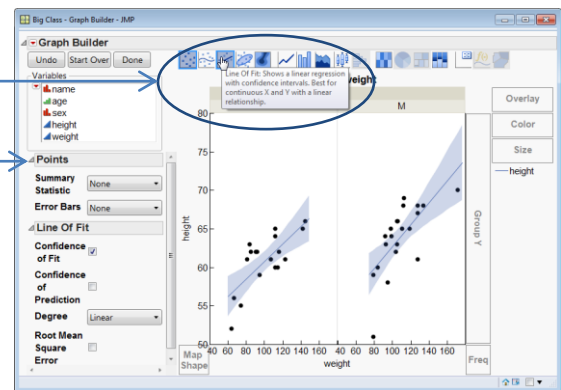 Big Class - Graph Builder - JMP
Graph Builder
Undo Start Over Done
Variables
name
age
sex
height
weight
Line Of Fit: Shows a linear regression
with confidence intervals. Best for
continuous X and Y with a linear
relationship.
weight
M
Overlay
Color
Size
height
Points
Summary
Statistic None
Error Bars None
Line Of Fit
Confidence
of Fit
Confidence
of
Prediction
Degree Linear
Root Mean
Square
Error
height
80
75
70
65
60
55
50
Group Y
Map
Shape
40 60 80 100 120 140 160 40 60 80 100 120 140 160
weight
Freq